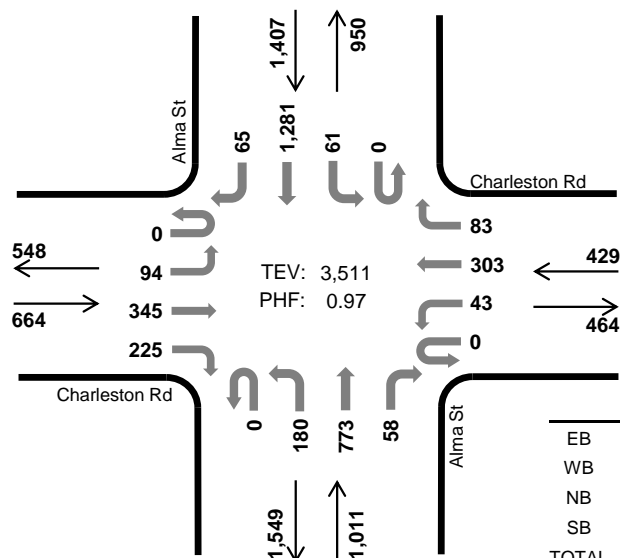 1,407
950
Alma St
65
1,281
61
0
Charleston Rd
0
83
548
94
TEV: 3,511
303
429
664
345
PHF: 0.97
43
464
225
0
Charleston Rd
0
180
773
58
Alma St
EB
WB
NB
SB
TOTAL
1,549
1,011